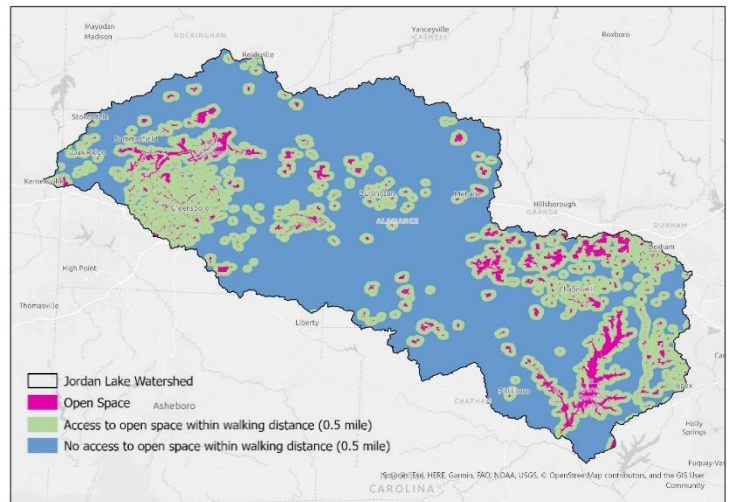 Mayodan
Madison
ROCKINGHAM
Yanceyville
CASWELL
Roxboro
Reidsville
Stokesdale
Summerfield
Oak Ridge
Kernersville
Greensboro
Burlington
Mebane
ALAMANCE
Hillsborough
ORANGE
DURHAM
Durham
High Point
Chapel Hill
Thomasville
Liberty
Pittsboro
CHATHAM
Apex
Holly
Springs
Fuquay-Var
Asheboro
Jordan Lake Watershed
Open Space
Access to open space within walking distance (0.5 mile)
No access to open space within walking distance (0.5 mile)
Sources: Esri, HERE, Garmin, FAO, NOAA, USGS, © OpenStreetMap contributors, and the GIS User
Community
CAROLINA